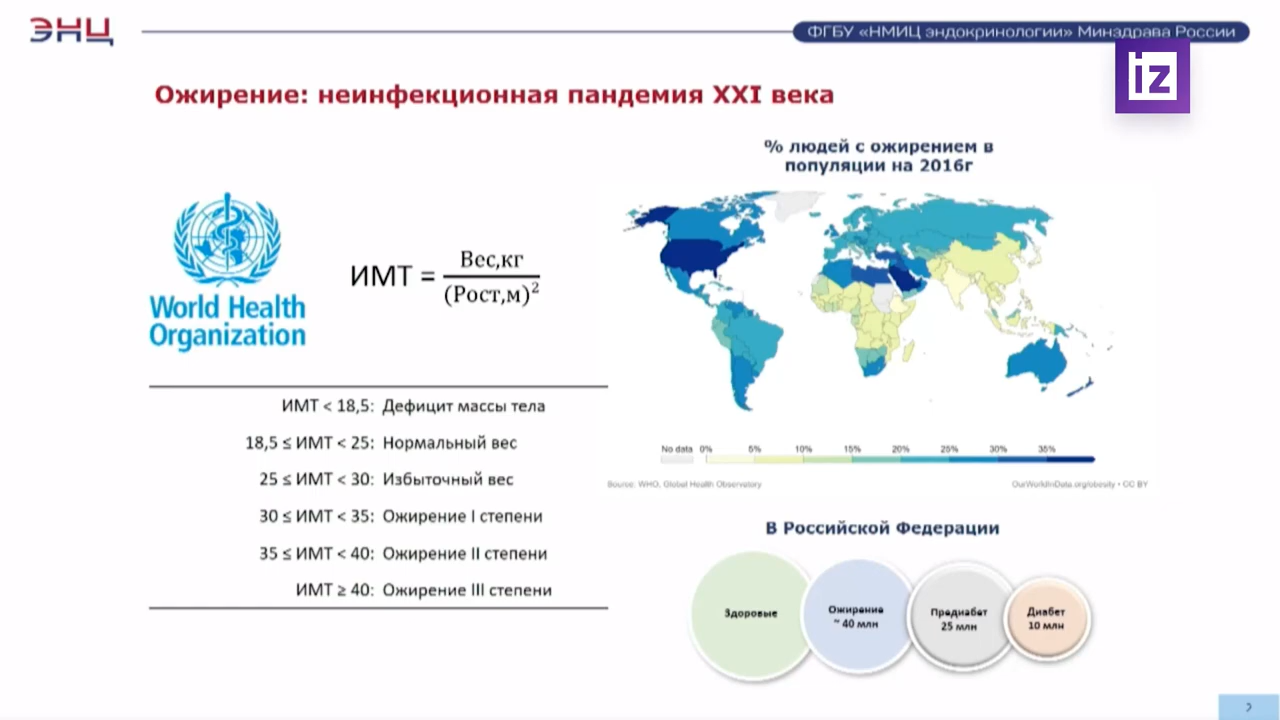 ЭНЦ
ФГБУ «НМИЦ эндокринологии» Минздрава России
iz
Ожирение: неинфекционная пандемия XXI века
% людей с ожирением в
популяции на 2016г
World Health
Organization
ИМТ = Вес,кг
(Рост,м)²
ИМТ < 18,5: Дефицит массы тела
18,5 ≤ ИМТ < 25: Нормальный вес
25 ≤ ИМТ < 30: Избыточный вес
30 ≤ ИМТ < 35: Ожирение I степени
35 ≤ ИМТ < 40: Ожирение II степени
ИМТ ≥ 40: Ожирение III степени
No data 0% 5% 10% 15% 20% 25% 30% 35%
Source: WHO, Global Health Observatory
OurWorldInData.org/obesity • CC BY
В Российской Федерации
Здоровые
Ожирение
~ 40 млн
Предиабет
25 млн
Диабет
10 млн
2